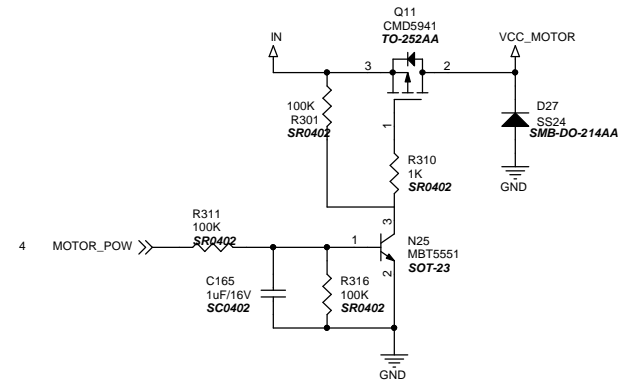 Q11
CMD5941
TO-252AA
IN
VCC_MOTOR
3
2
100K
R301
SR0402
1
D27
SS24
SMB-DO-214AA
R310
1K
SR0402
GND
3
R311
100K
SR0402
4
MOTOR_POW
1
N25
MBT5551
SOT-23
2
C165
1uF/16V
SC0402
R316
100K
SR0402
GND